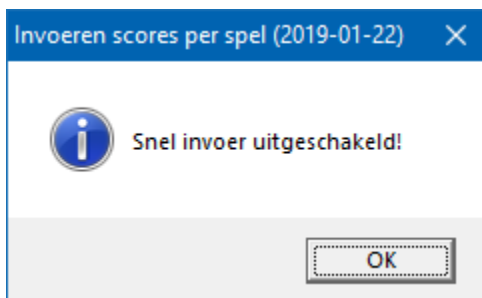 Invoeren scores per spel (2019-01-22)
Snel invoer uitgeschakeld!
OK